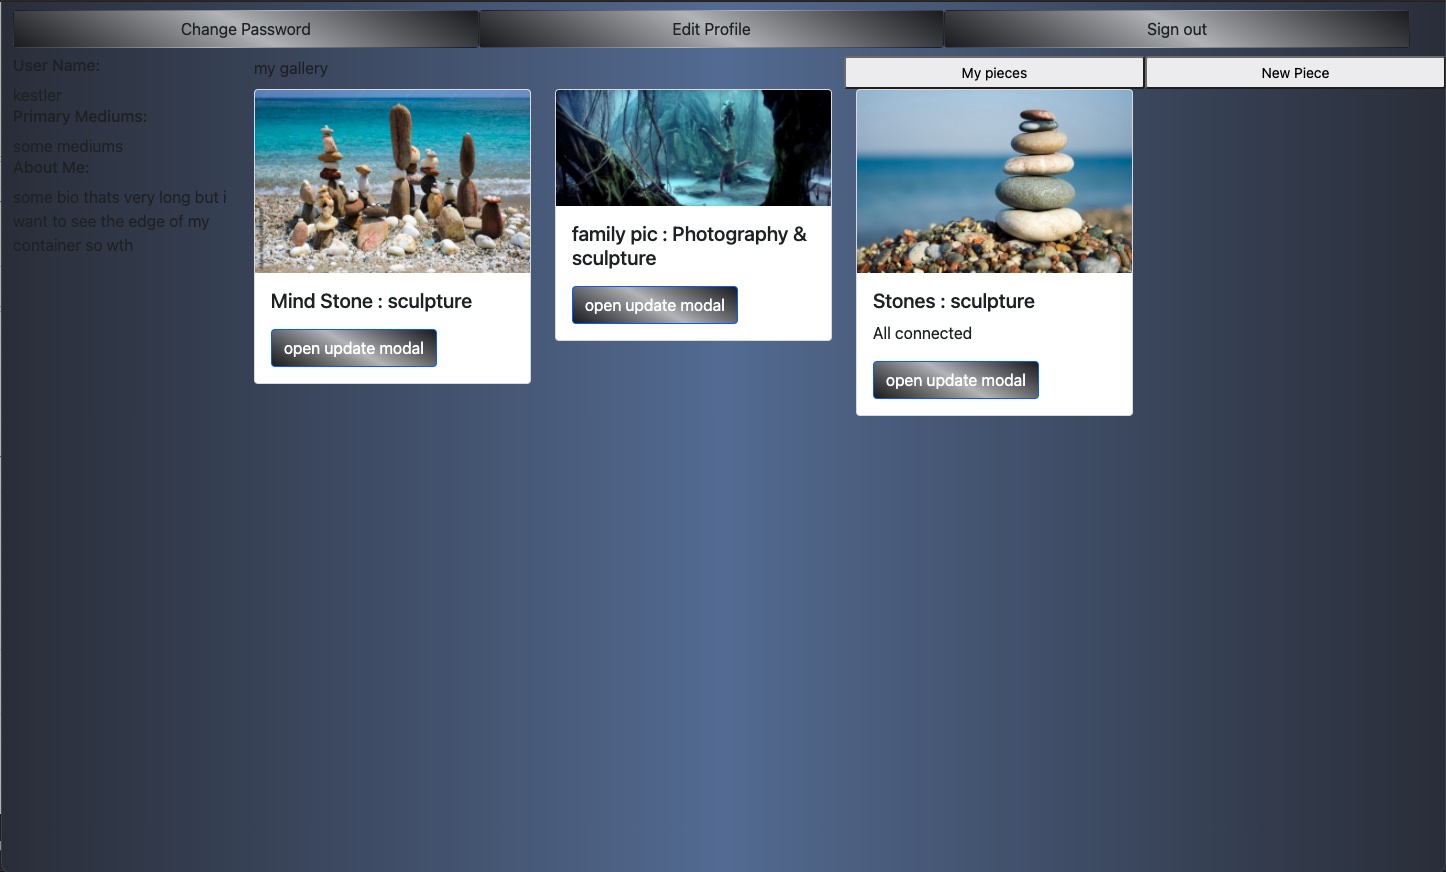 Change Password
Edit Profile
Sign out
User Name:
kestler
Primary Mediums:
some mediums
About Me:
some bio thats very long but i
want to see the edge of my
container so wth
my gallery
My pieces
New Piece
Mind Stone : sculpture
open update modal
family pic : Photography &
sculpture
open update modal
Stones : sculpture
All connected
open update modal